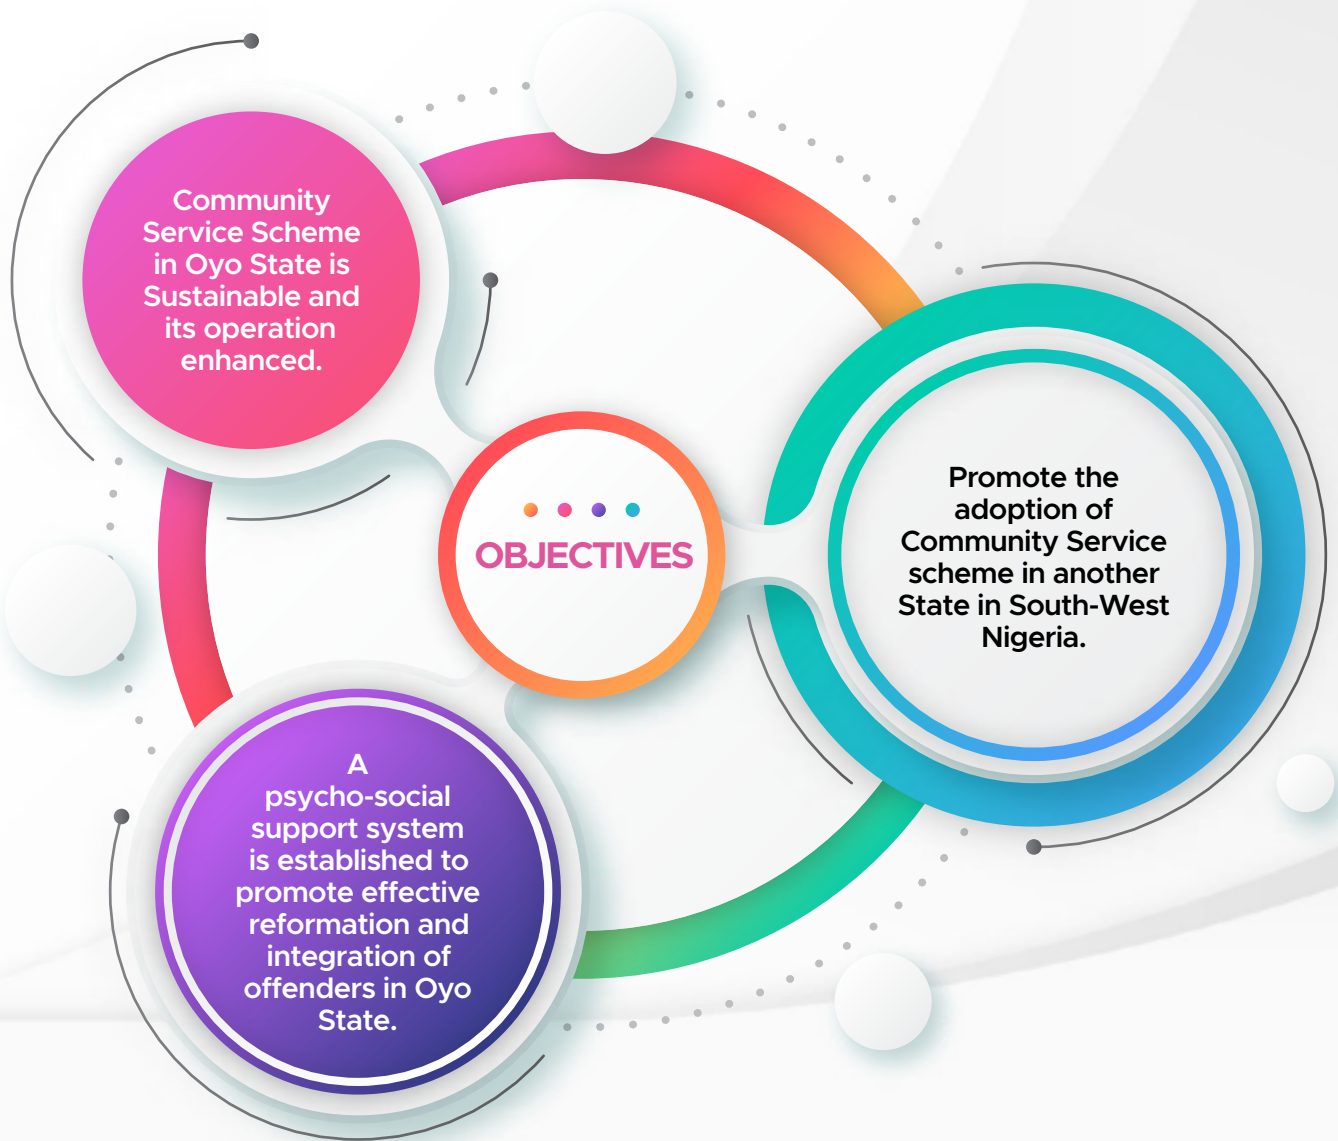 Community
Service Scheme
in Oyo State is
Sustainable and
its operation
enhanced.
OBJECTIVES
Promote the
adoption of
Community Service
scheme in another
State in South-West
Nigeria.
A
psycho-social
support system
is established to
promote effective
reformation and
integration of
offenders in Oyo
State.